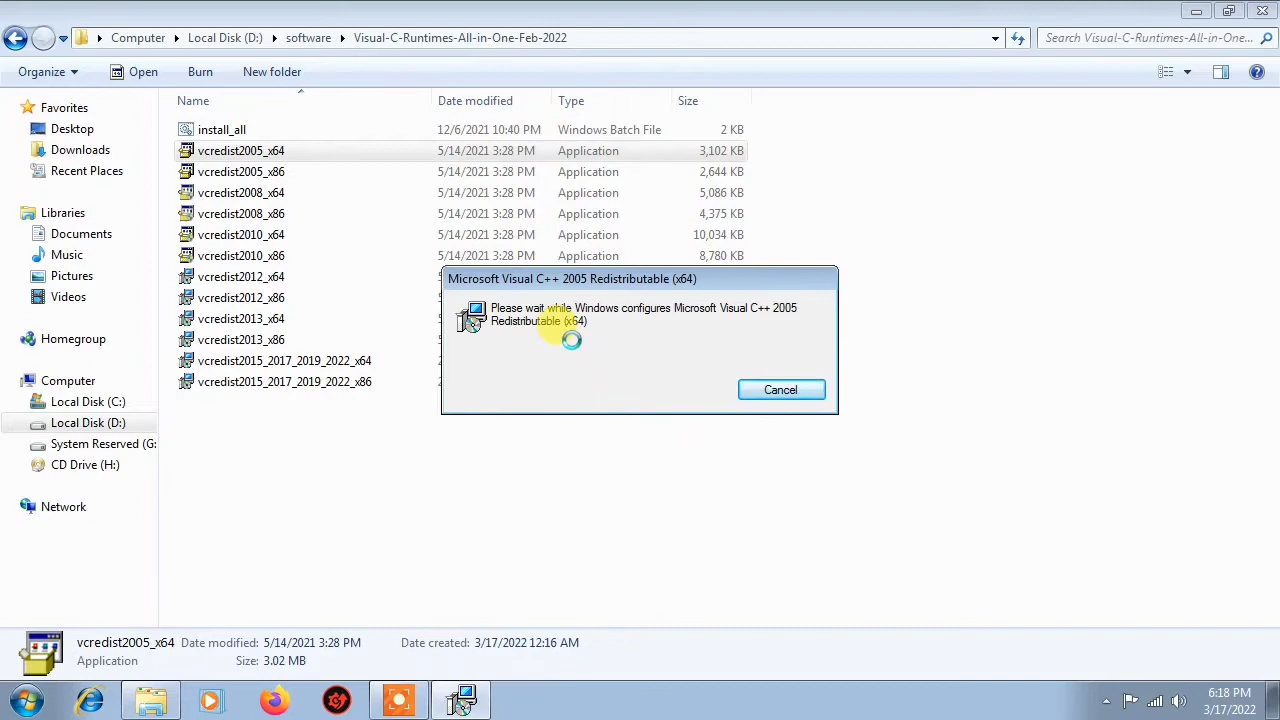 Computer ▸ Local Disk (D:) ▸ software ▸ Visual-C-Runtimes-All-in-One-Feb-2022
Search Visual-C-Runtimes-All-in-One...
Organize Open Burn New folder
Name Date modified Type Size
Favorites
Desktop
Downloads
Recent Places
Libraries
Documents
Music
Pictures
Videos
Homegroup
Computer
Local Disk (C:)
Local Disk (D:)
System Reserved (G:
CD Drive (H:)
Network
install_all 12/6/2021 10:40 PM Windows Batch File 2 KB
vcredist2005_x64 5/14/2021 3:28 PM Application 3,102 KB
vcredist2005_x86 5/14/2021 3:28 PM Application 2,644 KB
vcredist2008_x64 5/14/2021 3:28 PM Application 5,086 KB
vcredist2008_x86 5/14/2021 3:28 PM Application 4,375 KB
vcredist2010_x64 5/14/2021 3:28 PM Application 10,034 KB
vcredist2010_x86 5/14/2021 3:28 PM Application 8,780 KB
vcredist2012_x64
vcredist2012_x86
vcredist2013_x64
vcredist2013_x86
vcredist2015_2017_2019_2022_x64
vcredist2015_2017_2019_2022_x86
Microsoft Visual C++ 2005 Redistributable (x64)
Please wait while Windows configures Microsoft Visual C++ 2005
Redistributable (x64)
Cancel
vcredist2005_x64 Date modified: 5/14/2021 3:28 PM Date created: 3/17/2022 12:16 AM
Application Size: 3.02 MB
6:18 PM
3/17/2022